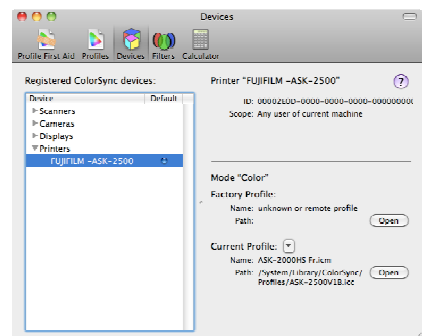 Devices
Profile First Aid Profiles Devices Filters Calculator
Registered ColorSync devices:
Device Default
Scanners
Cameras
Displays
Printers
FUJIFILM -ASK-2500
Printer "FUJIFILM -ASK-2500"
?
Scope: Any user of current machine
Mode "Color"
Factory Profile:
Name: unknown or remote profile
Path: Open
Current Profile:
Name: ASK-2000HS Fr.icm
Path: /System/Library/ColorSync/
Profiles/ASK-2500V1B.icc
Open